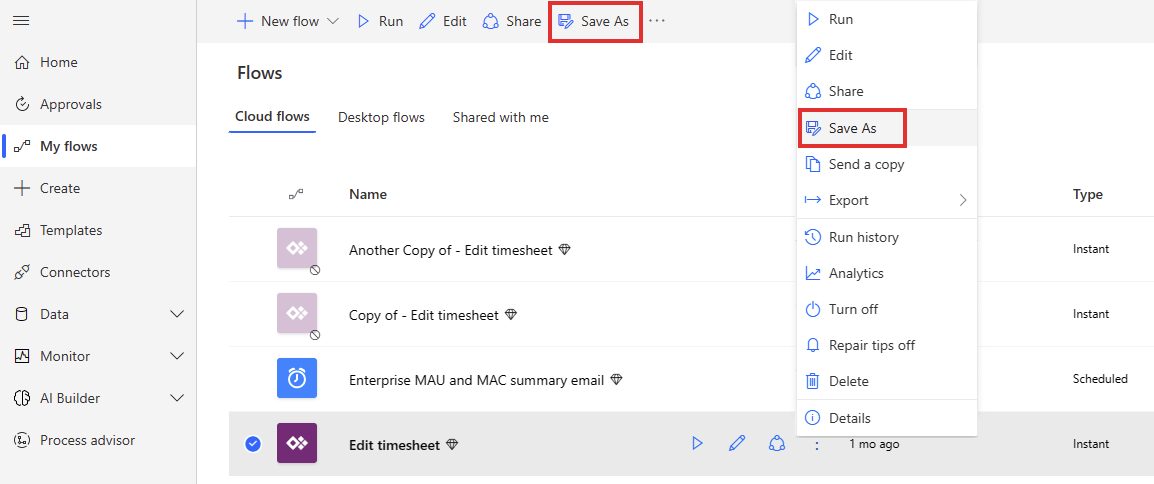 New flow
Run
Edit
Share
Save As
Home
Approvals
My flows
Create
Templates
Connectors
Data
Monitor
AI Builder
Process advisor
Flows
Cloud flows
Desktop flows
Shared with me
Name
Type
Another Copy of - Edit timesheet
Instant
Copy of - Edit timesheet
Instant
Enterprise MAU and MAC summary email
Scheduled
Edit timesheet
1 mo ago
Instant
Run
Edit
Share
Save As
Send a copy
Export
Run history
Analytics
Turn off
Repair tips off
Delete
Details